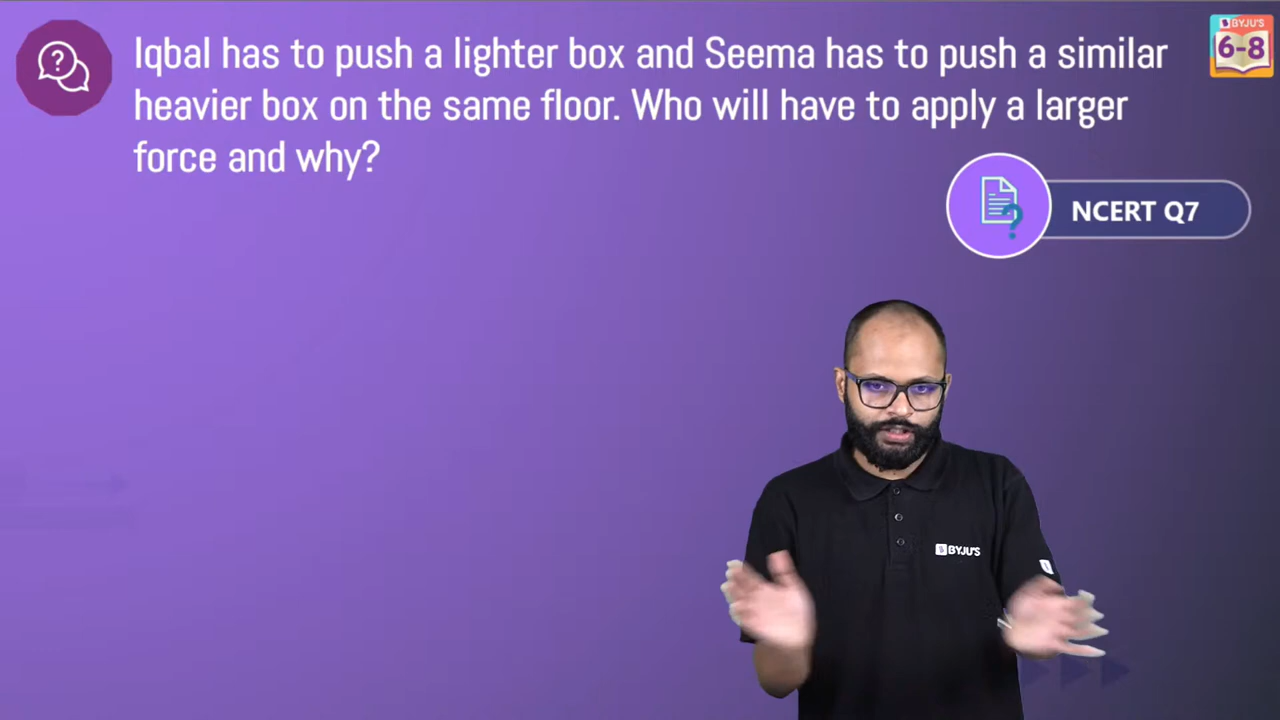 Iqbal has to push a lighter box and Seema has to push a similar
heavier box on the same floor. Who will have to apply a larger
force and why?
BYJU'S
6-8
NCERT Q7
BYJU'S